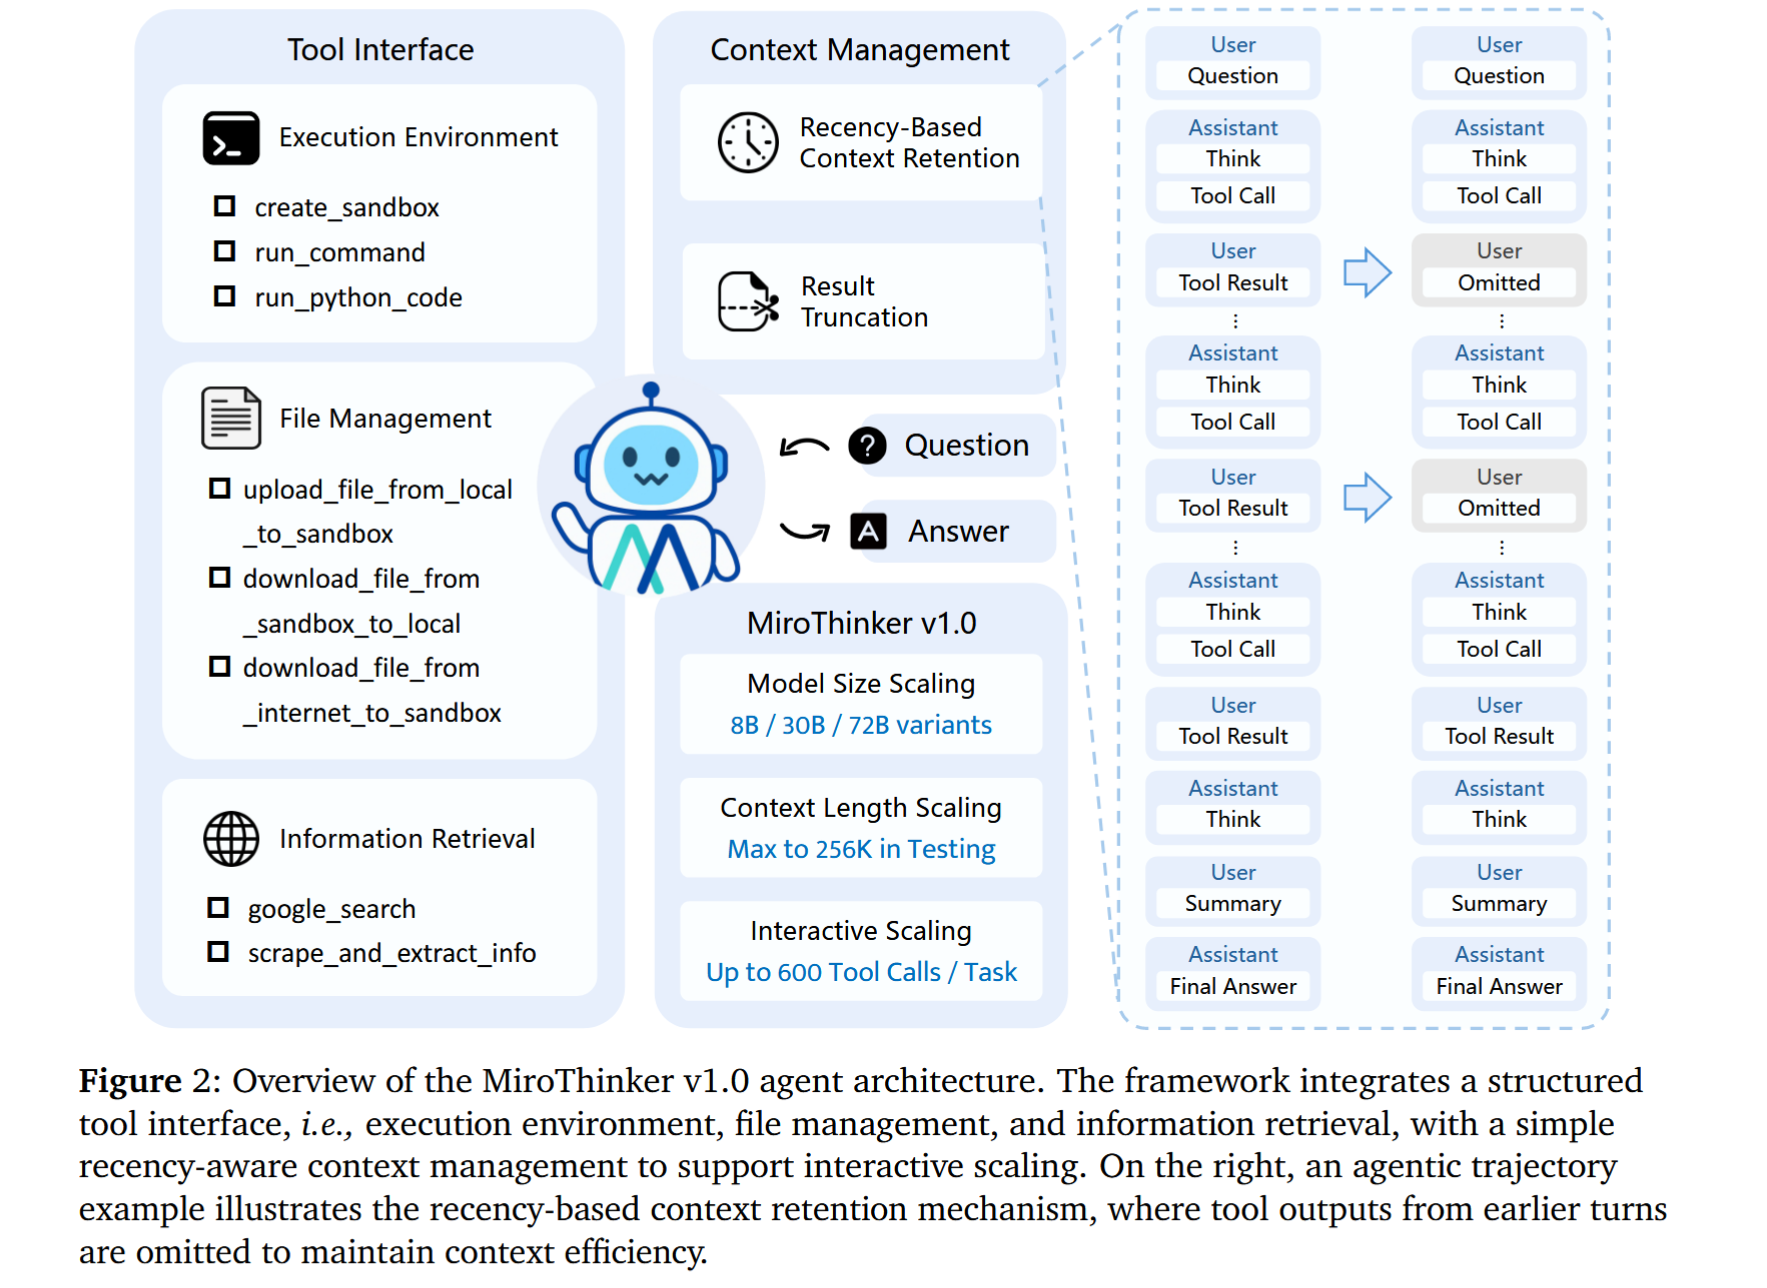 Tool Interface
Execution Environment
create_sandbox
run_command
run_python_code
File Management
upload_file_from_local
_to_sandbox
download_file_from
_sandbox_to_local
download_file_from
_internet_to_sandbox
Information Retrieval
google_search
scrape_and_extract_info
Context Management
Recency-Based
Context Retention
Result
Truncation
? Question
A Answer
MiroThinker v1.0
Model Size Scaling
8B / 30B / 72B variants
Context Length Scaling
Max to 256K in Testing
Interactive Scaling
Up to 600 Tool Calls / Task
User
Question
Assistant
Think
Tool Call
User
Tool Result
⋮
Assistant
Think
Tool Call
User
Tool Result
⋮
Assistant
Think
Tool Call
User
Tool Result
Assistant
Think
User
Summary
Assistant
Final Answer
User
Question
Assistant
Think
Tool Call
User
Omitted
⋮
Assistant
Think
Tool Call
User
Omitted
⋮
Assistant
Think
Tool Call
User
Tool Result
Assistant
Think
User
Summary
Assistant
Final Answer
Figure 2: Overview of the MiroThinker v1.0 agent architecture. The framework integrates a structured
tool interface, i.e., execution environment, file management, and information retrieval, with a simple
recency-aware context management to support interactive scaling. On the right, an agentic trajectory
example illustrates the recency-based context retention mechanism, where tool outputs from earlier turns
are omitted to maintain context efficiency.